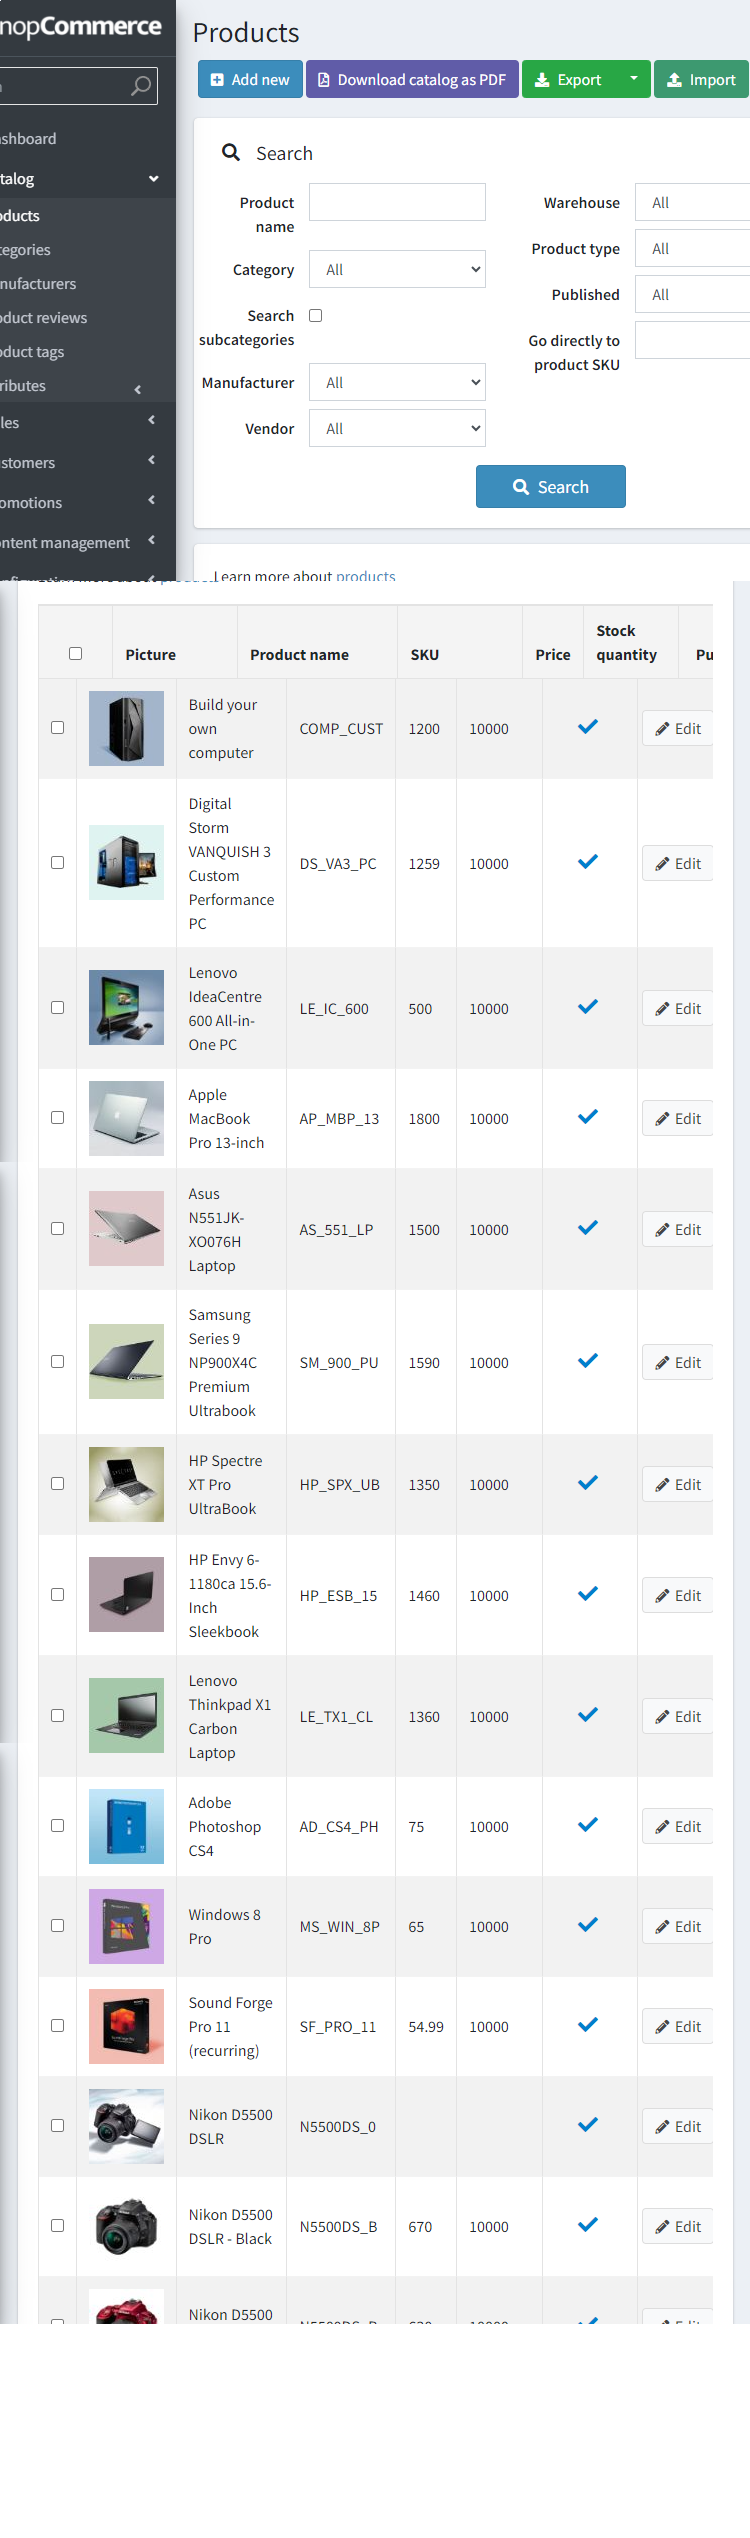 nopCommerce
Products
Add new
Download catalog as PDF
Export
Import
Search
Product name
Category
All
Search subcategories
Manufacturer
All
Vendor
All
Warehouse
All
Product type
All
Published
All
Go directly to product SKU
Search
ashboard
talog
oducts
tegories
nufacturers
oduct reviews
oduct tags
ributes
les
ustomers
omotions
ontent management
Learn more about products
Picture
Product name
SKU
Price
Stock quantity
Pu
Build your own computer
COMP_CUST
1200
10000
Edit
Digital Storm VANQUISH 3 Custom Performance PC
DS_VA3_PC
1259
10000
Edit
Lenovo IdeaCentre 600 All-in-One PC
LE_IC_600
500
10000
Edit
Apple MacBook Pro 13-inch
AP_MBP_13
1800
10000
Edit
Asus N551JK-XO076H Laptop
AS_551_LP
1500
10000
Edit
Samsung Series 9 NP900X4C Premium Ultrabook
SM_900_PU
1590
10000
Edit
HP Spectre XT Pro UltraBook
HP_SPX_UB
1350
10000
Edit
HP Envy 6-1180ca 15.6-Inch Sleekbook
HP_ESB_15
1460
10000
Edit
Lenovo Thinkpad X1 Carbon Laptop
LE_TX1_CL
1360
10000
Edit
Adobe Photoshop CS4
AD_CS4_PH
75
10000
Edit
Windows 8 Pro
MS_WIN_8P
65
10000
Edit
Sound Forge Pro 11 (recurring)
SF_PRO_11
54.99
10000
Edit
Nikon D5500 DSLR
N5500DS_0
Edit
Nikon D5500 DSLR - Black
N5500DS_B
670
10000
Edit
Nikon D5500